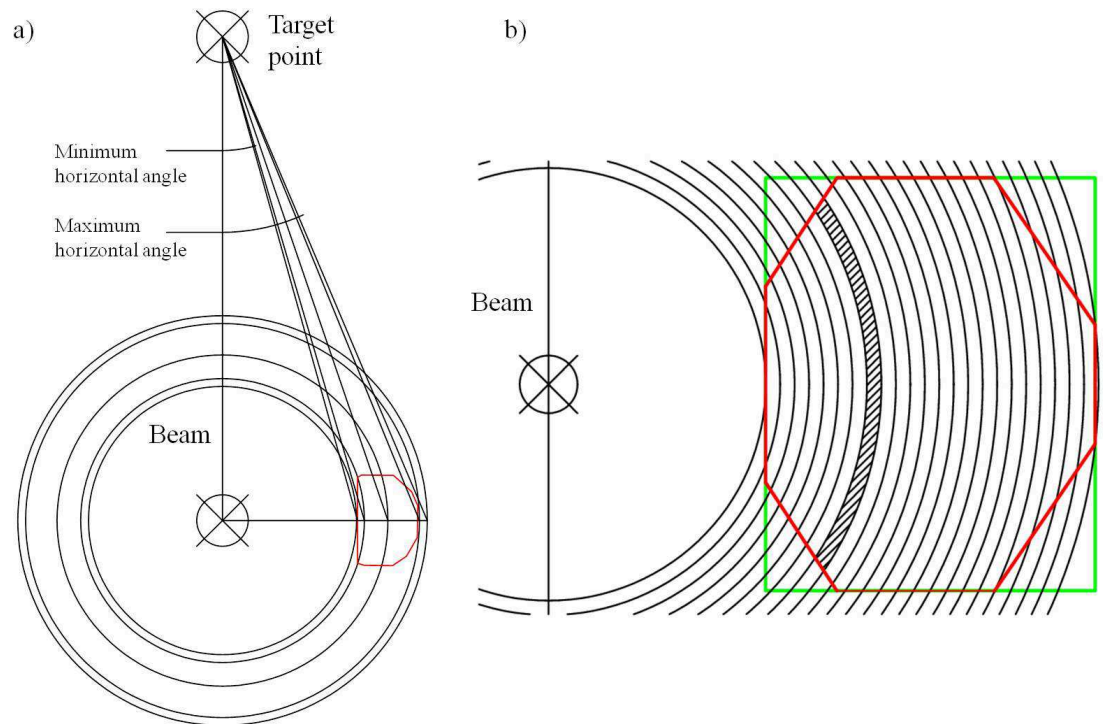 a)
Target
point
Minimum
horizontal angle
Maximum
horizontal angle
Beam
b)
Beam